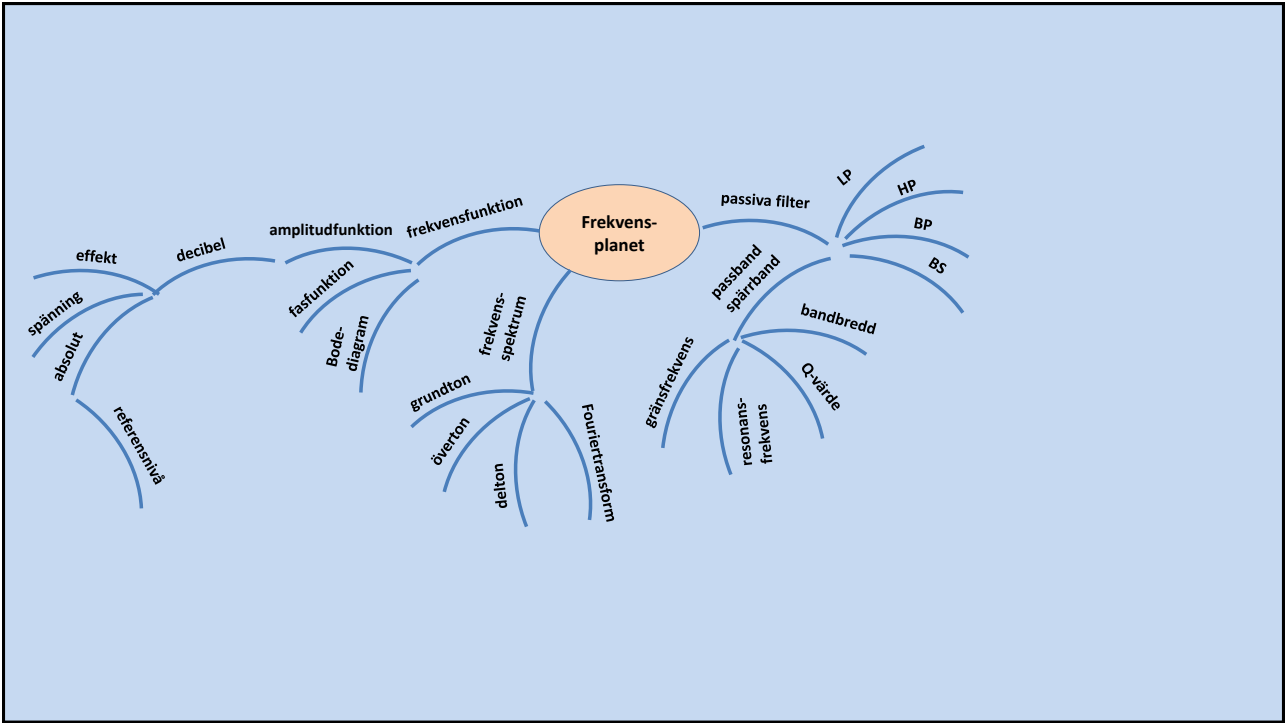 Frekvens-
planet
frekvensfunktion
amplitudfunktion
decibel
effekt
spänning
absolut
referensnivå
fasfunktion
Bode-
diagram
frekvens-
spektrum
grundton
överton
delton
Fouriertransform
passiva filter
LP
HP
BP
BS
passband
spärrband
bandbredd
Q-värde
resonans-
frekvens
gränsfrekvens